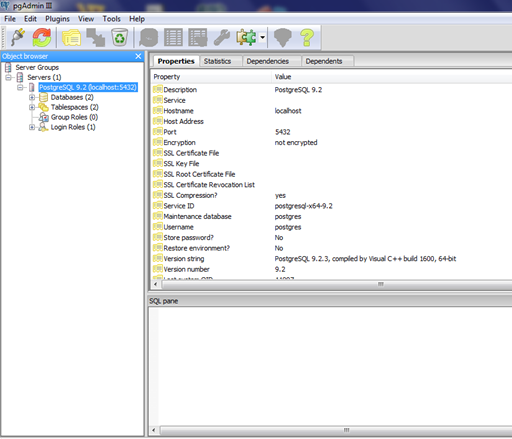 pgAdmin III
File Edit Plugins View Tools Help
Object browser
Server Groups
Servers (1)
PostgreSQL 9.2 (localhost:5432)
Databases (2)
Tablespaces (2)
Group Roles (0)
Login Roles (1)
Properties Statistics Dependencies Dependents
Property Value
Description PostgreSQL 9.2
Service
Hostname localhost
Host Address
Port 5432
Encryption not encrypted
SSL Certificate File
SSL Key File
SSL Root Certificate File
SSL Certificate Revocation List
SSL Compression? yes
Service ID postgresql-x64-9.2
Maintenance database postgres
Username postgres
Store password? No
Restore environment? No
Version string PostgreSQL 9.2.3, compiled by Visual C++ build 1600, 64-bit
Version number 9.2
SQL pane